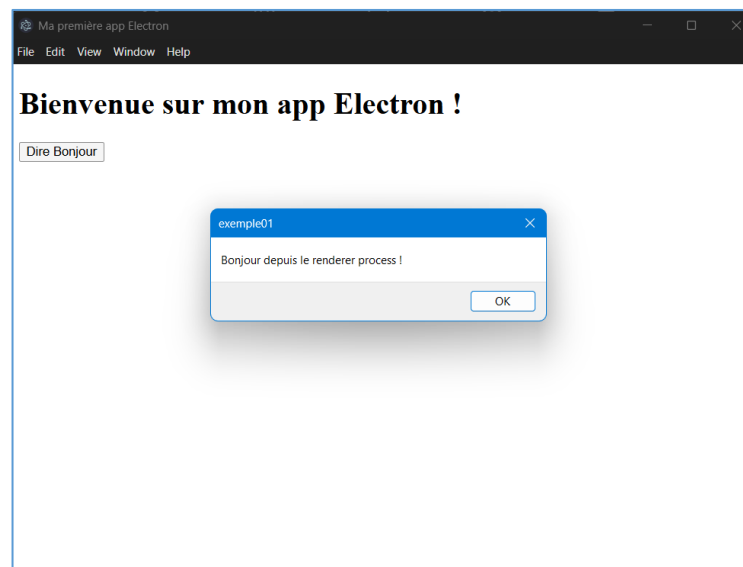 Ma première app Electron
File Edit View Window Help
Bienvenue sur mon app Electron !
Dire Bonjour
exemple01
Bonjour depuis le renderer process !
OK